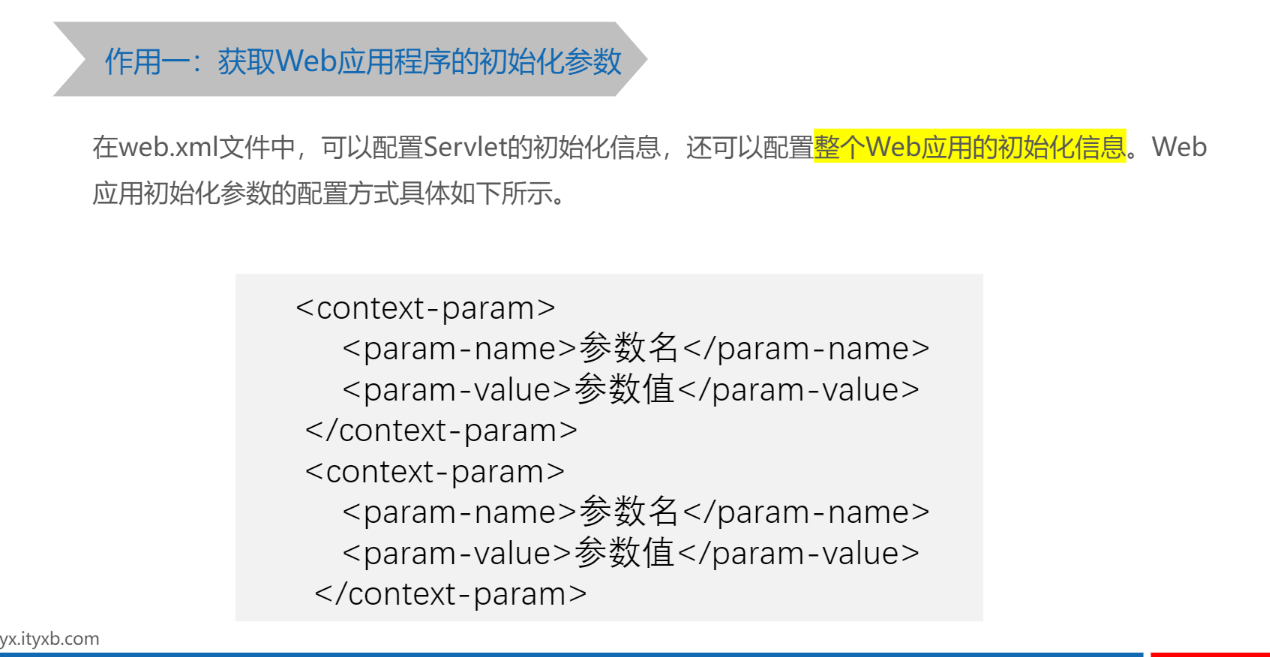 作用一：获取Web应用程序的初始化参数
在web.xml文件中，可以配置Servlet的初始化信息，还可以配置整个Web应用的初始化信息。Web
应用初始化参数的配置方式具体如下所示。
<context-param>
<param-name>参数名</param-name>
<param-value>参数值</param-value>
</context-param>
<context-param>
<param-name>参数名</param-name>
<param-value>参数值</param-value>
</context-param>
yx.ityxb.com